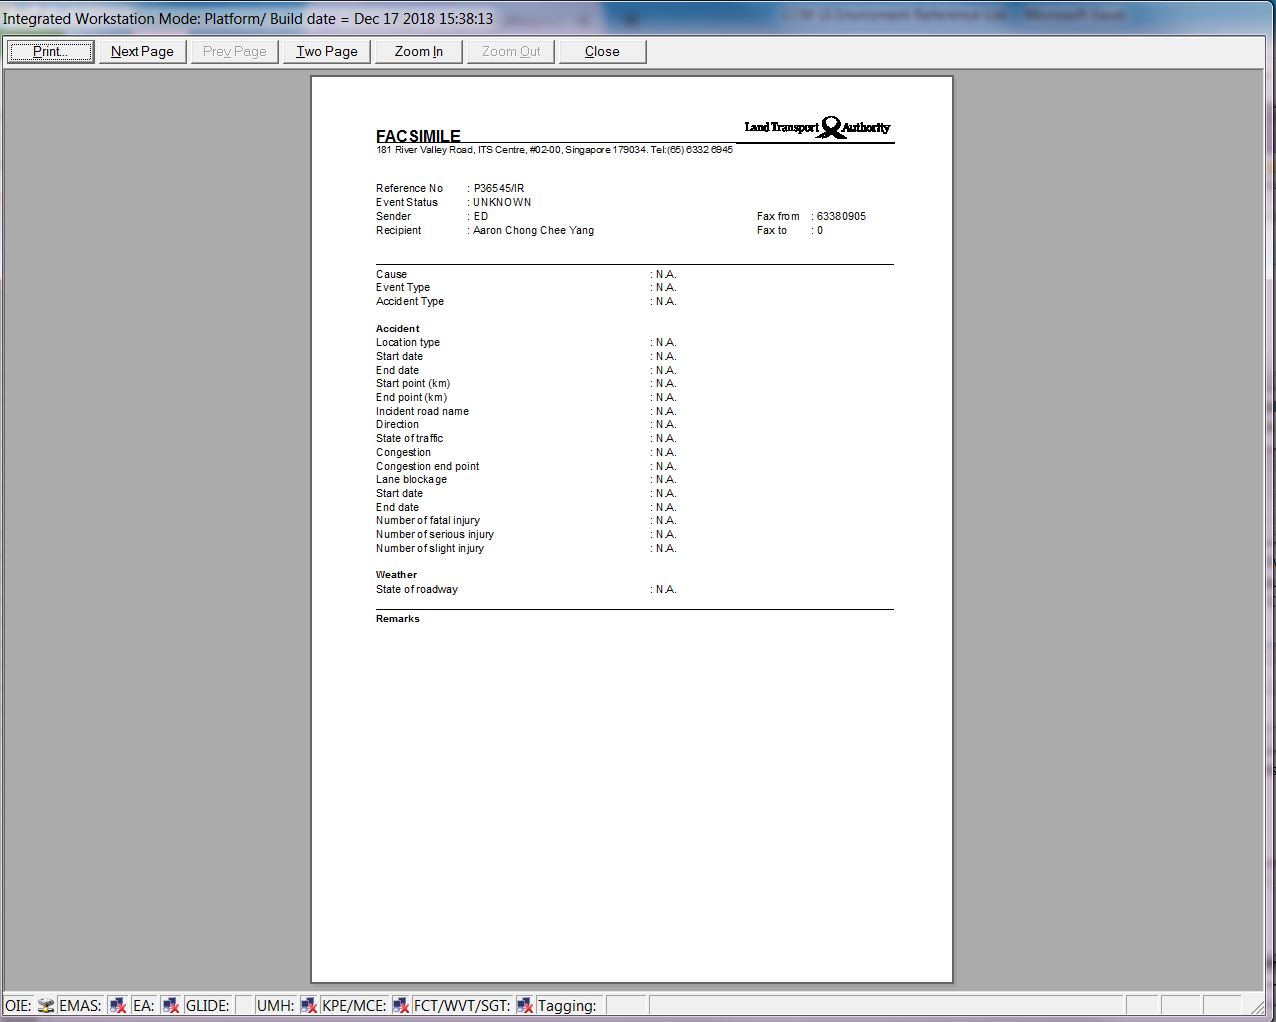 Integrated Workstation Mode: Platform/ Build date = Dec 17 2018 15:38:13
Print... Next Page Prev Page Two Page Zoom In Zoom Out Close
Land Transport Authority
FACSIMILE
181 River Valley Road, ITS Centre, #02-00, Singapore 179034. Tel:(65) 6332 6945
Reference No : P36545/IR
Event Status : UNKNOWN
Sender : ED Fax from : 63380905
Recipient : Aaron Chong Chee Yang Fax to : 0
Cause : N.A.
Event Type : N.A.
Accident Type : N.A.
Accident
Location type : N.A.
Start date : N.A.
End date : N.A.
Start point (km) : N.A.
End point (km) : N.A.
Incident road name : N.A.
Direction : N.A.
State of traffic : N.A.
Congestion : N.A.
Congestion end point : N.A.
Lane blockage : N.A.
Start date : N.A.
End date : N.A.
Number of fatal injury : N.A.
Number of serious injury : N.A.
Number of slight injury : N.A.
Weather
State of roadway : N.A.
Remarks
OIE: EMAS: EA: GLIDE: UMH: KPE/MCE: FCT/WVT/SGT: Tagging: